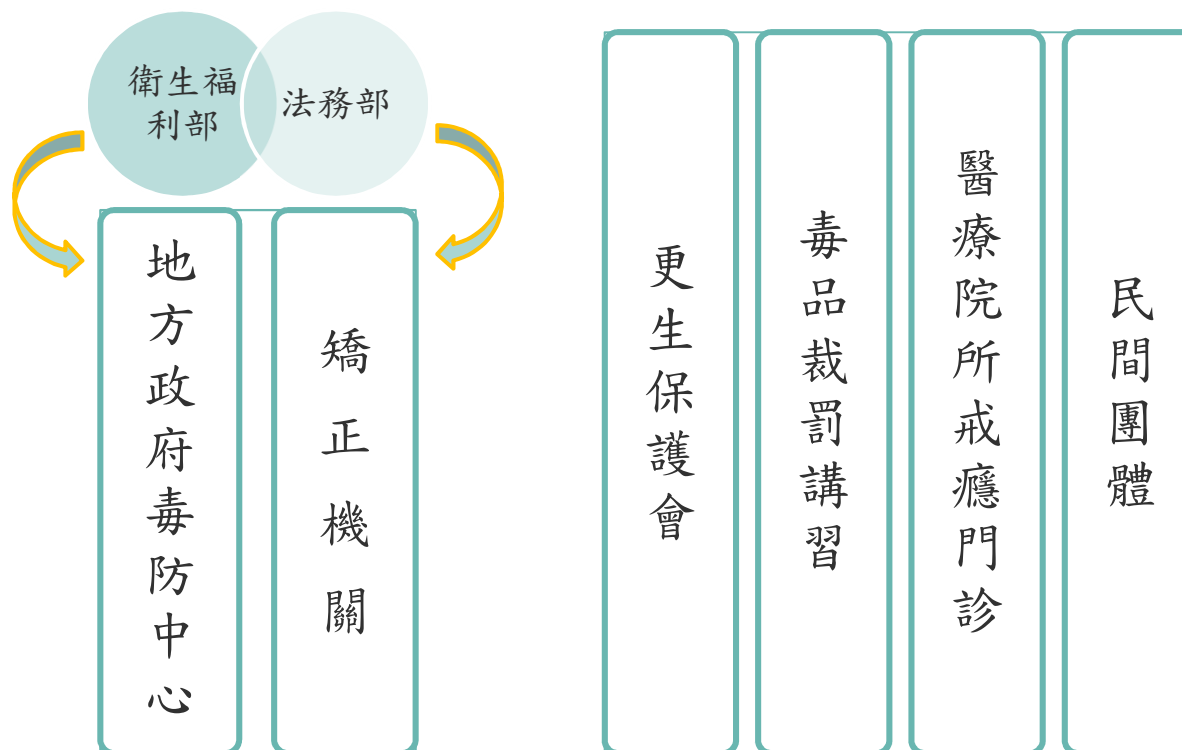 衛生福
利部
法務部
地方政府毒防中心
矯正機關
更生保護會
毒品裁罰講習
醫療院所戒癮門診
民間團體